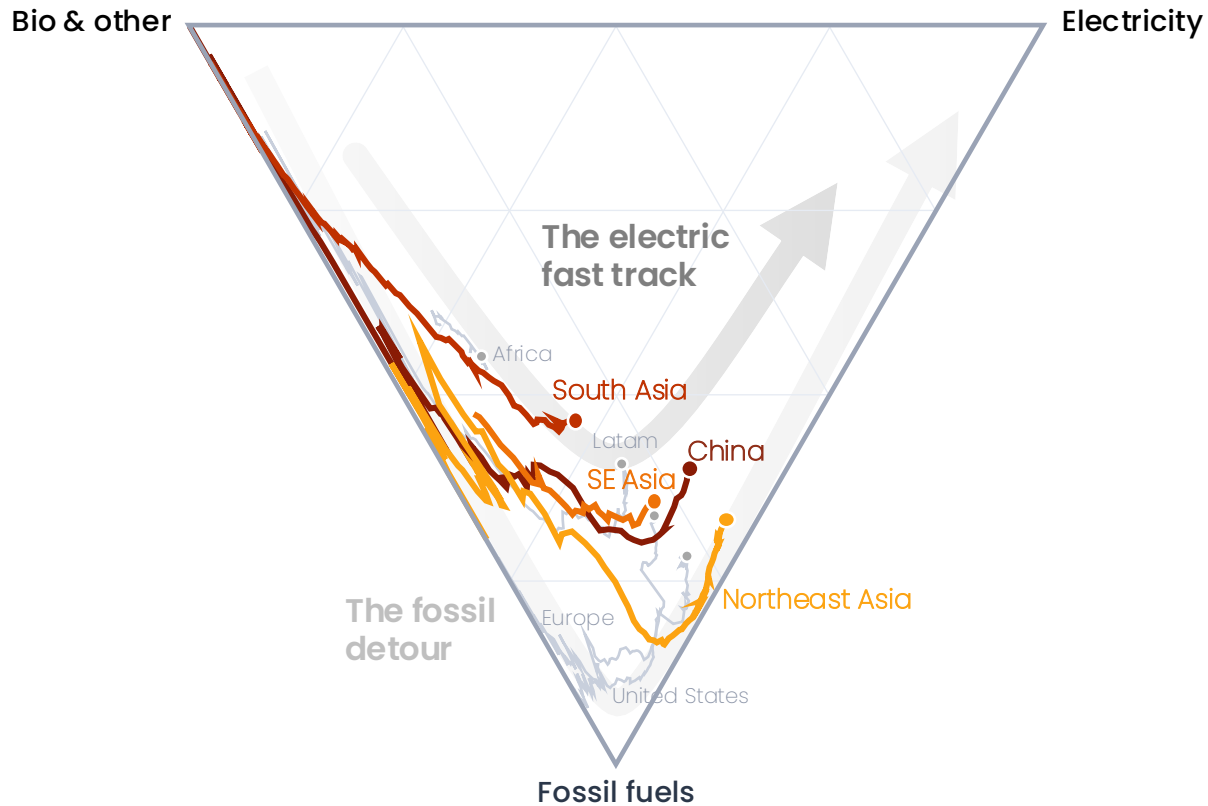 Bio & other
Electricity
The electric
fast track
Africa
South Asia
Latam
China
SE Asia
The fossil
detour
Europe
Northeast Asia
United States
Fossil fuels